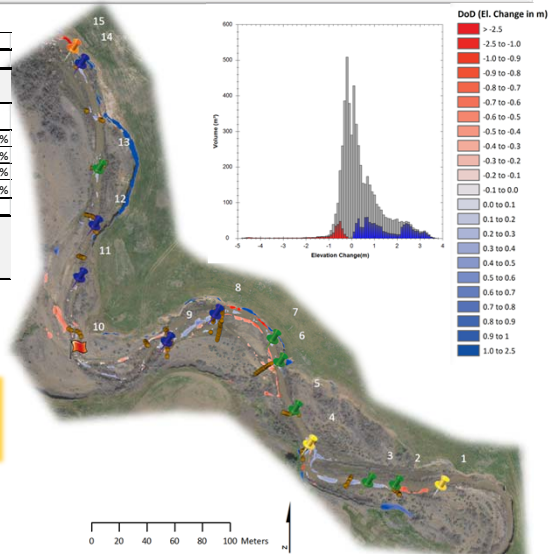 DoD (El. Change in m)
> -2.5
-2.5 to -1.0
-1.0 to -0.9
-0.9 to -0.8
-0.8 to -0.7
-0.7 to -0.6
-0.6 to -0.5
-0.5 to -0.4
-0.4 to -0.3
-0.3 to -0.2
-0.2 to -0.1
-0.1 to 0.0
0.0 to 0.1
0.1 to 0.2
0.2 to 0.3
0.3 to 0.4
0.4 to 0.5
0.5 to 0.6
0.6 to 0.7
0.7 to 0.8
0.8 to 0.9
0.9 to 1
1.0 to 2.5
600
500
400
300
200
100
0
Volume (m³)
-5 -4 -3 -2 -1 0 1 2 3 4
Elevation Change(m)
15
14
13
12
11
10
9
8
7
6
5
4
3
2
1
%
%
%
%
0 20 40 60 80 100 Meters
N